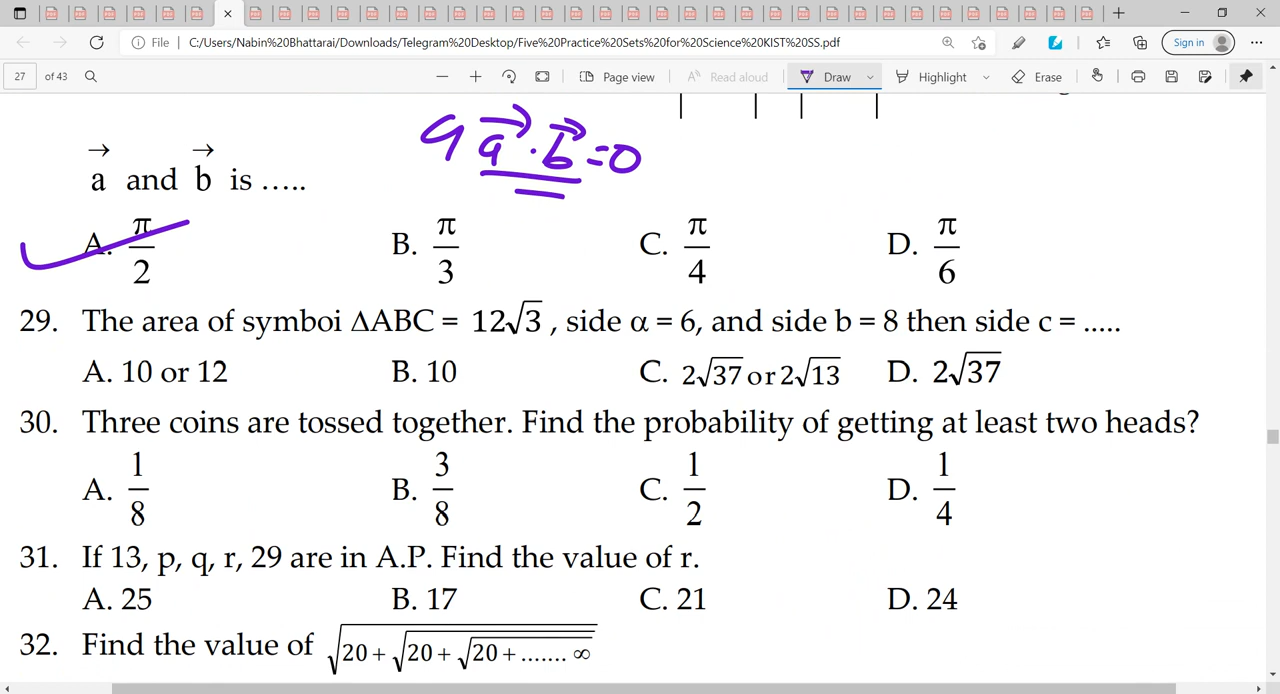 File C:/Users/Nabin%20Bhattarai/Downloads/Telegram%20Desktop/Five%20Practice%20Sets%20for%20Science%20KIST%20SS.pdf Sign in
27 of 43 Page view Read aloud Draw Highlight Erase
9 a⃗ · b⃗ = 0
a⃗ and b⃗ is …..
A. π/2 B. π/3 C. π/4 D. π/6
29. The area of symboi ΔABC = 12√3 , side α = 6, and side b = 8 then side c = .....
A. 10 or 12 B. 10 C. 2√37 or 2√13 D. 2√37
30. Three coins are tossed together. Find the probability of getting at least two heads?
A. 1/8 B. 3/8 C. 1/2 D. 1/4
31. If 13, p, q, r, 29 are in A.P. Find the value of r.
A. 25 B. 17 C. 21 D. 24
32. Find the value of √(20 + √(20 + √(20 + ....... ∞)))